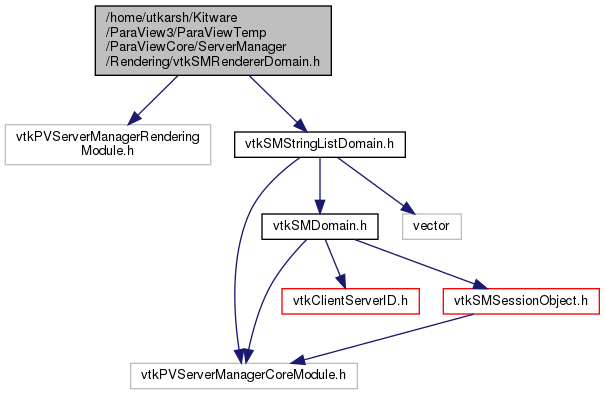 /home/utkarsh/Kitware
/ParaView3/ParaViewTemp
/ParaViewCore/ServerManager
/Rendering/vtkSMRendererDomain.h
vtkPVServerManagerRendering
Module.h
vtkSMStringListDomain.h
vtkSMDomain.h
vector
vtkClientServerID.h
vtkSMSessionObject.h
vtkPVServerManagerCoreModule.h